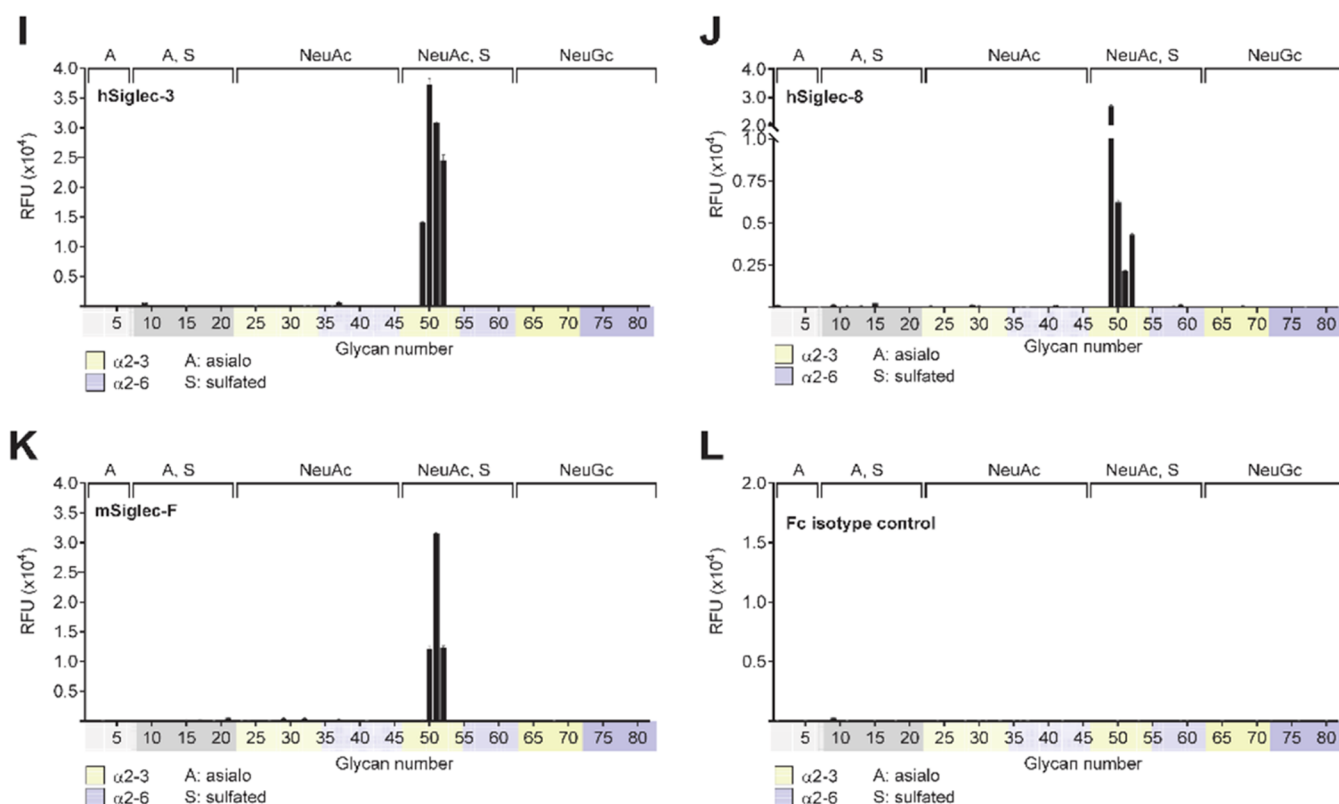 I
A
A, S
NeuAc
NeuAc, S
NeuGc
4.0
3.5
3.0
2.5
2.0
1.5
1.0
0.5
RFU (x10⁴)
hSiglec-3
5 10 15 20 25 30 35 40 45 50 55 60 65 70 75 80
Glycan number
α2-3 A: asialo
α2-6 S: sulfated
J
A
A, S
NeuAc
NeuAc, S
NeuGc
4.0
3.0
2.0
1.0
0.75
0.5
0.25
RFU (x10⁴)
hSiglec-8
5 10 15 20 25 30 35 40 45 50 55 60 65 70 75 80
Glycan number
α2-3 A: asialo
α2-6 S: sulfated
K
A
A, S
NeuAc
NeuAc, S
NeuGc
4.0
3.5
3.0
2.5
2.0
1.5
1.0
0.5
RFU (x10⁴)
mSiglec-F
5 10 15 20 25 30 35 40 45 50 55 60 65 70 75 80
Glycan number
α2-3 A: asialo
α2-6 S: sulfated
L
A
A, S
NeuAc
NeuAc, S
NeuGc
2.0
1.5
1.0
0.5
RFU (x10⁴)
Fc isotype control
5 10 15 20 25 30 35 40 45 50 55 60 65 70 75 80
Glycan number
α2-3 A: asialo
α2-6 S: sulfated